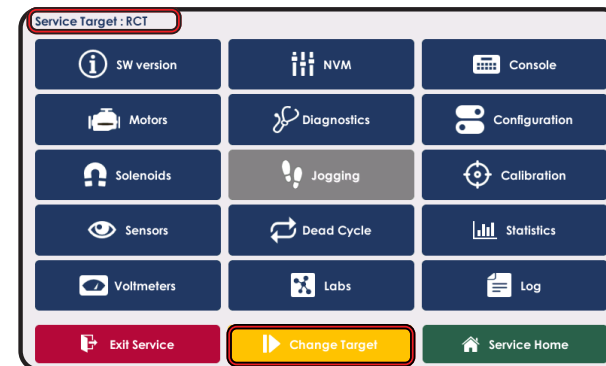 Service Target : RCT
SW version
NVM
Console
Motors
Diagnostics
Configuration
Solenoids
Jogging
Calibration
Sensors
Dead Cycle
Statistics
Voltmeters
Labs
Log
Exit Service
Change Target
Service Home